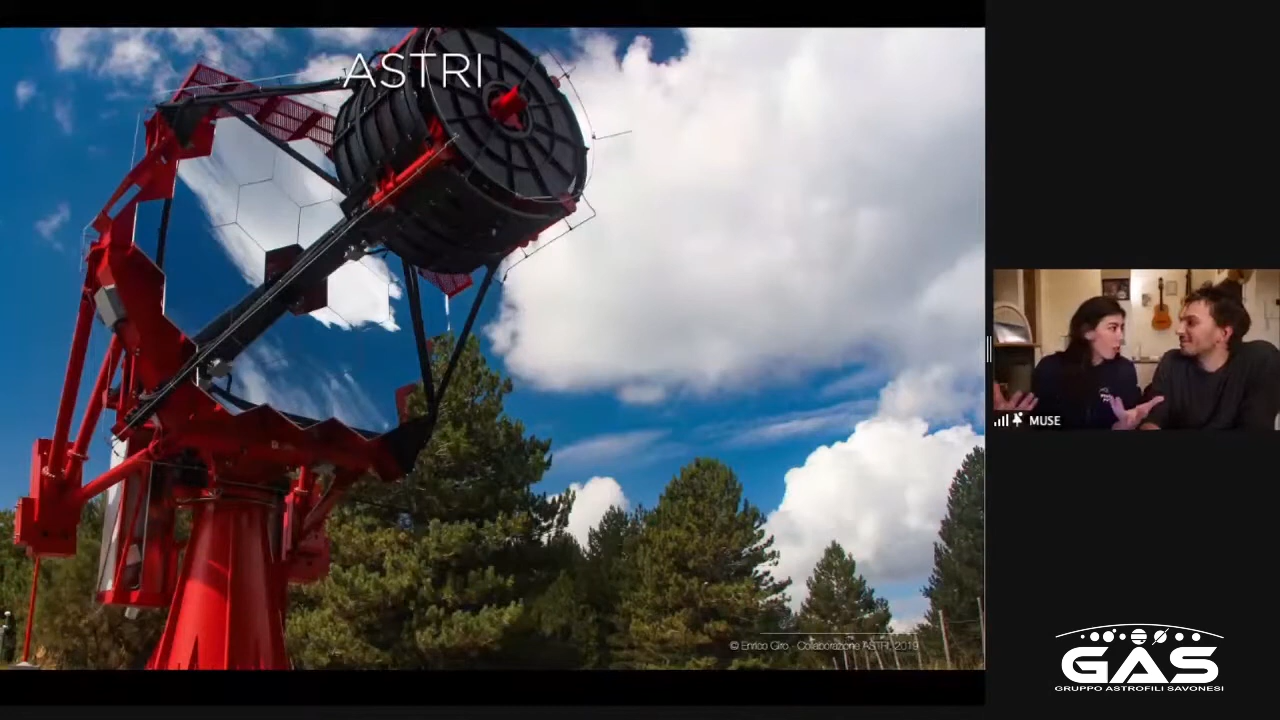 ASTRI
© Enrico Giro - Collaborazione ASTRI, 2019
MUSE
GAS
GRUPPO ASTROFILI SAVONESI